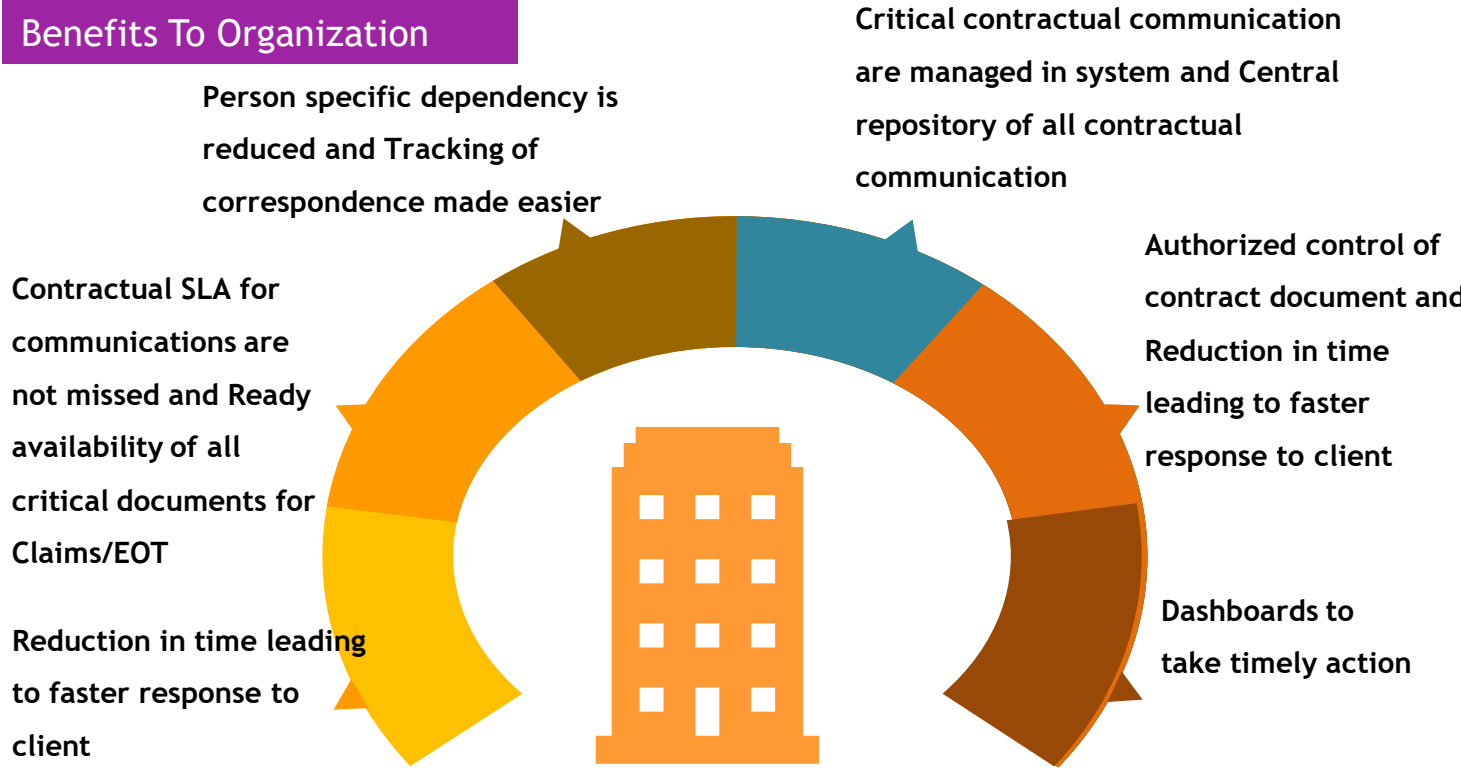 Benefits To Organization
Person specific dependency is
reduced and Tracking of
correspondence made easier
Critical contractual communication
are managed in system and Central
repository of all contractual
communication
Contractual SLA for
communications are
not missed and Ready
availability of all
critical documents for
Claims/EOT
Authorized control of
contract document and
Reduction in time
leading to faster
response to client
Reduction in time leading
to faster response to
client
Dashboards to
take timely action